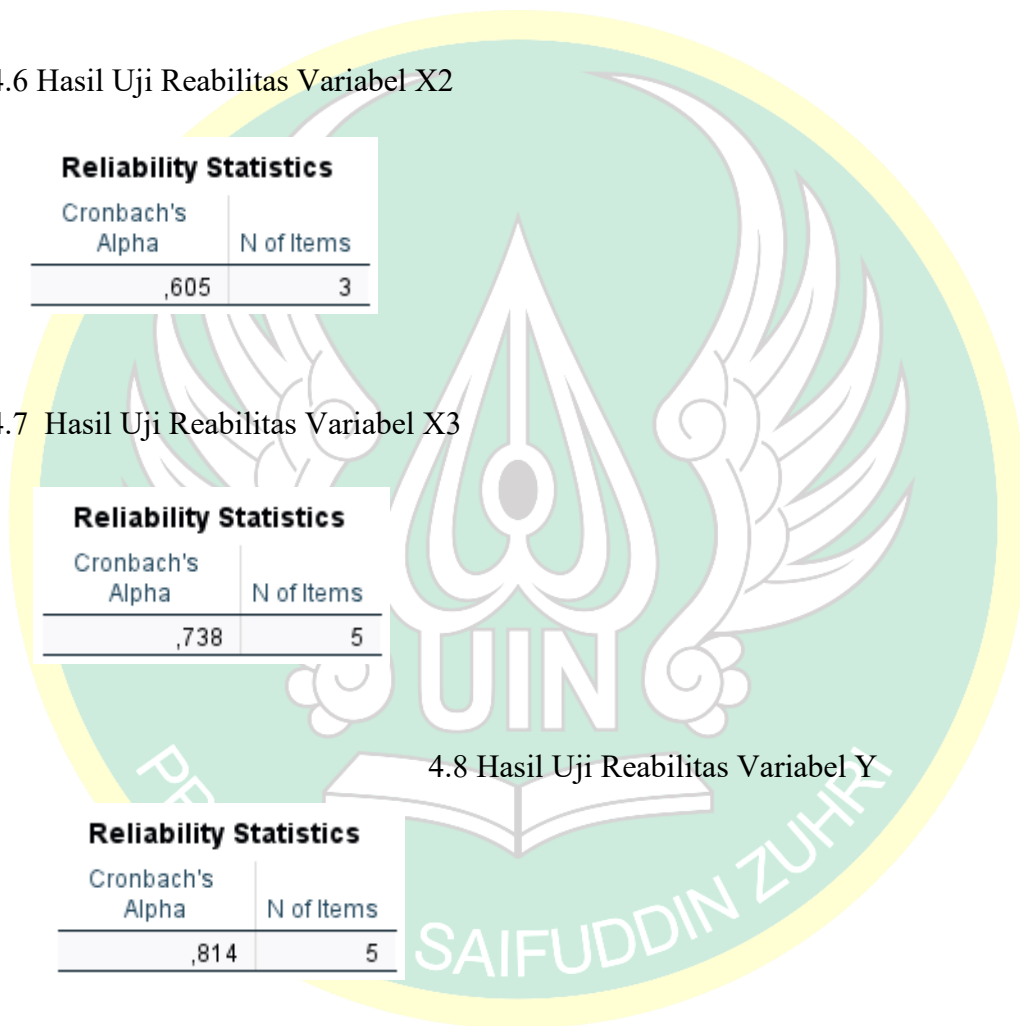 4.6 Hasil Uji Reabilitas Variabel X2
Reliability Statistics
Cronbach's
Alpha N of Items
,605 3
4.7 Hasil Uji Reabilitas Variabel X3
Reliability Statistics
Cronbach's
Alpha N of Items
,738 5
UIN
4.8 Hasil Uji Reabilitas Variabel Y
Reliability Statistics
Cronbach's
Alpha N of Items
,814 5
SAIFUDDIN ZUHRI